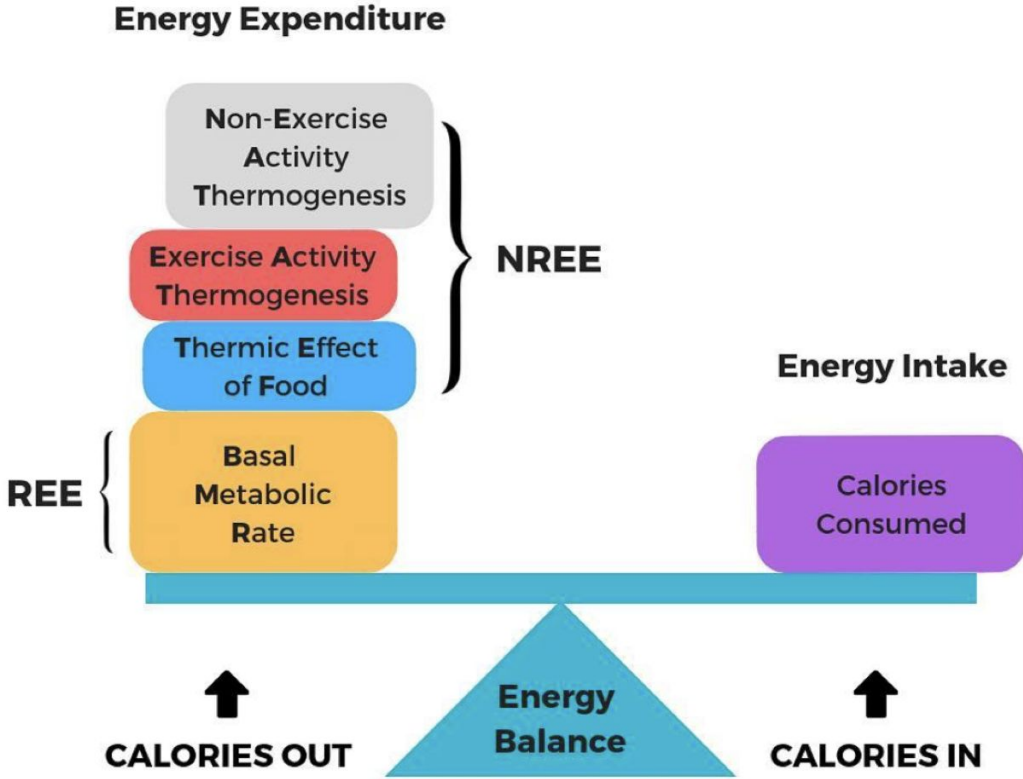 Energy Expenditure
Non-Exercise
Activity
Thermogenesis
Exercise Activity
Thermogenesis
NREE
Thermic Effect
of Food
Energy Intake
Basal
Metabolic
Rate
REE
Calories
Consumed
Energy
Balance
CALORIES OUT
CALORIES IN